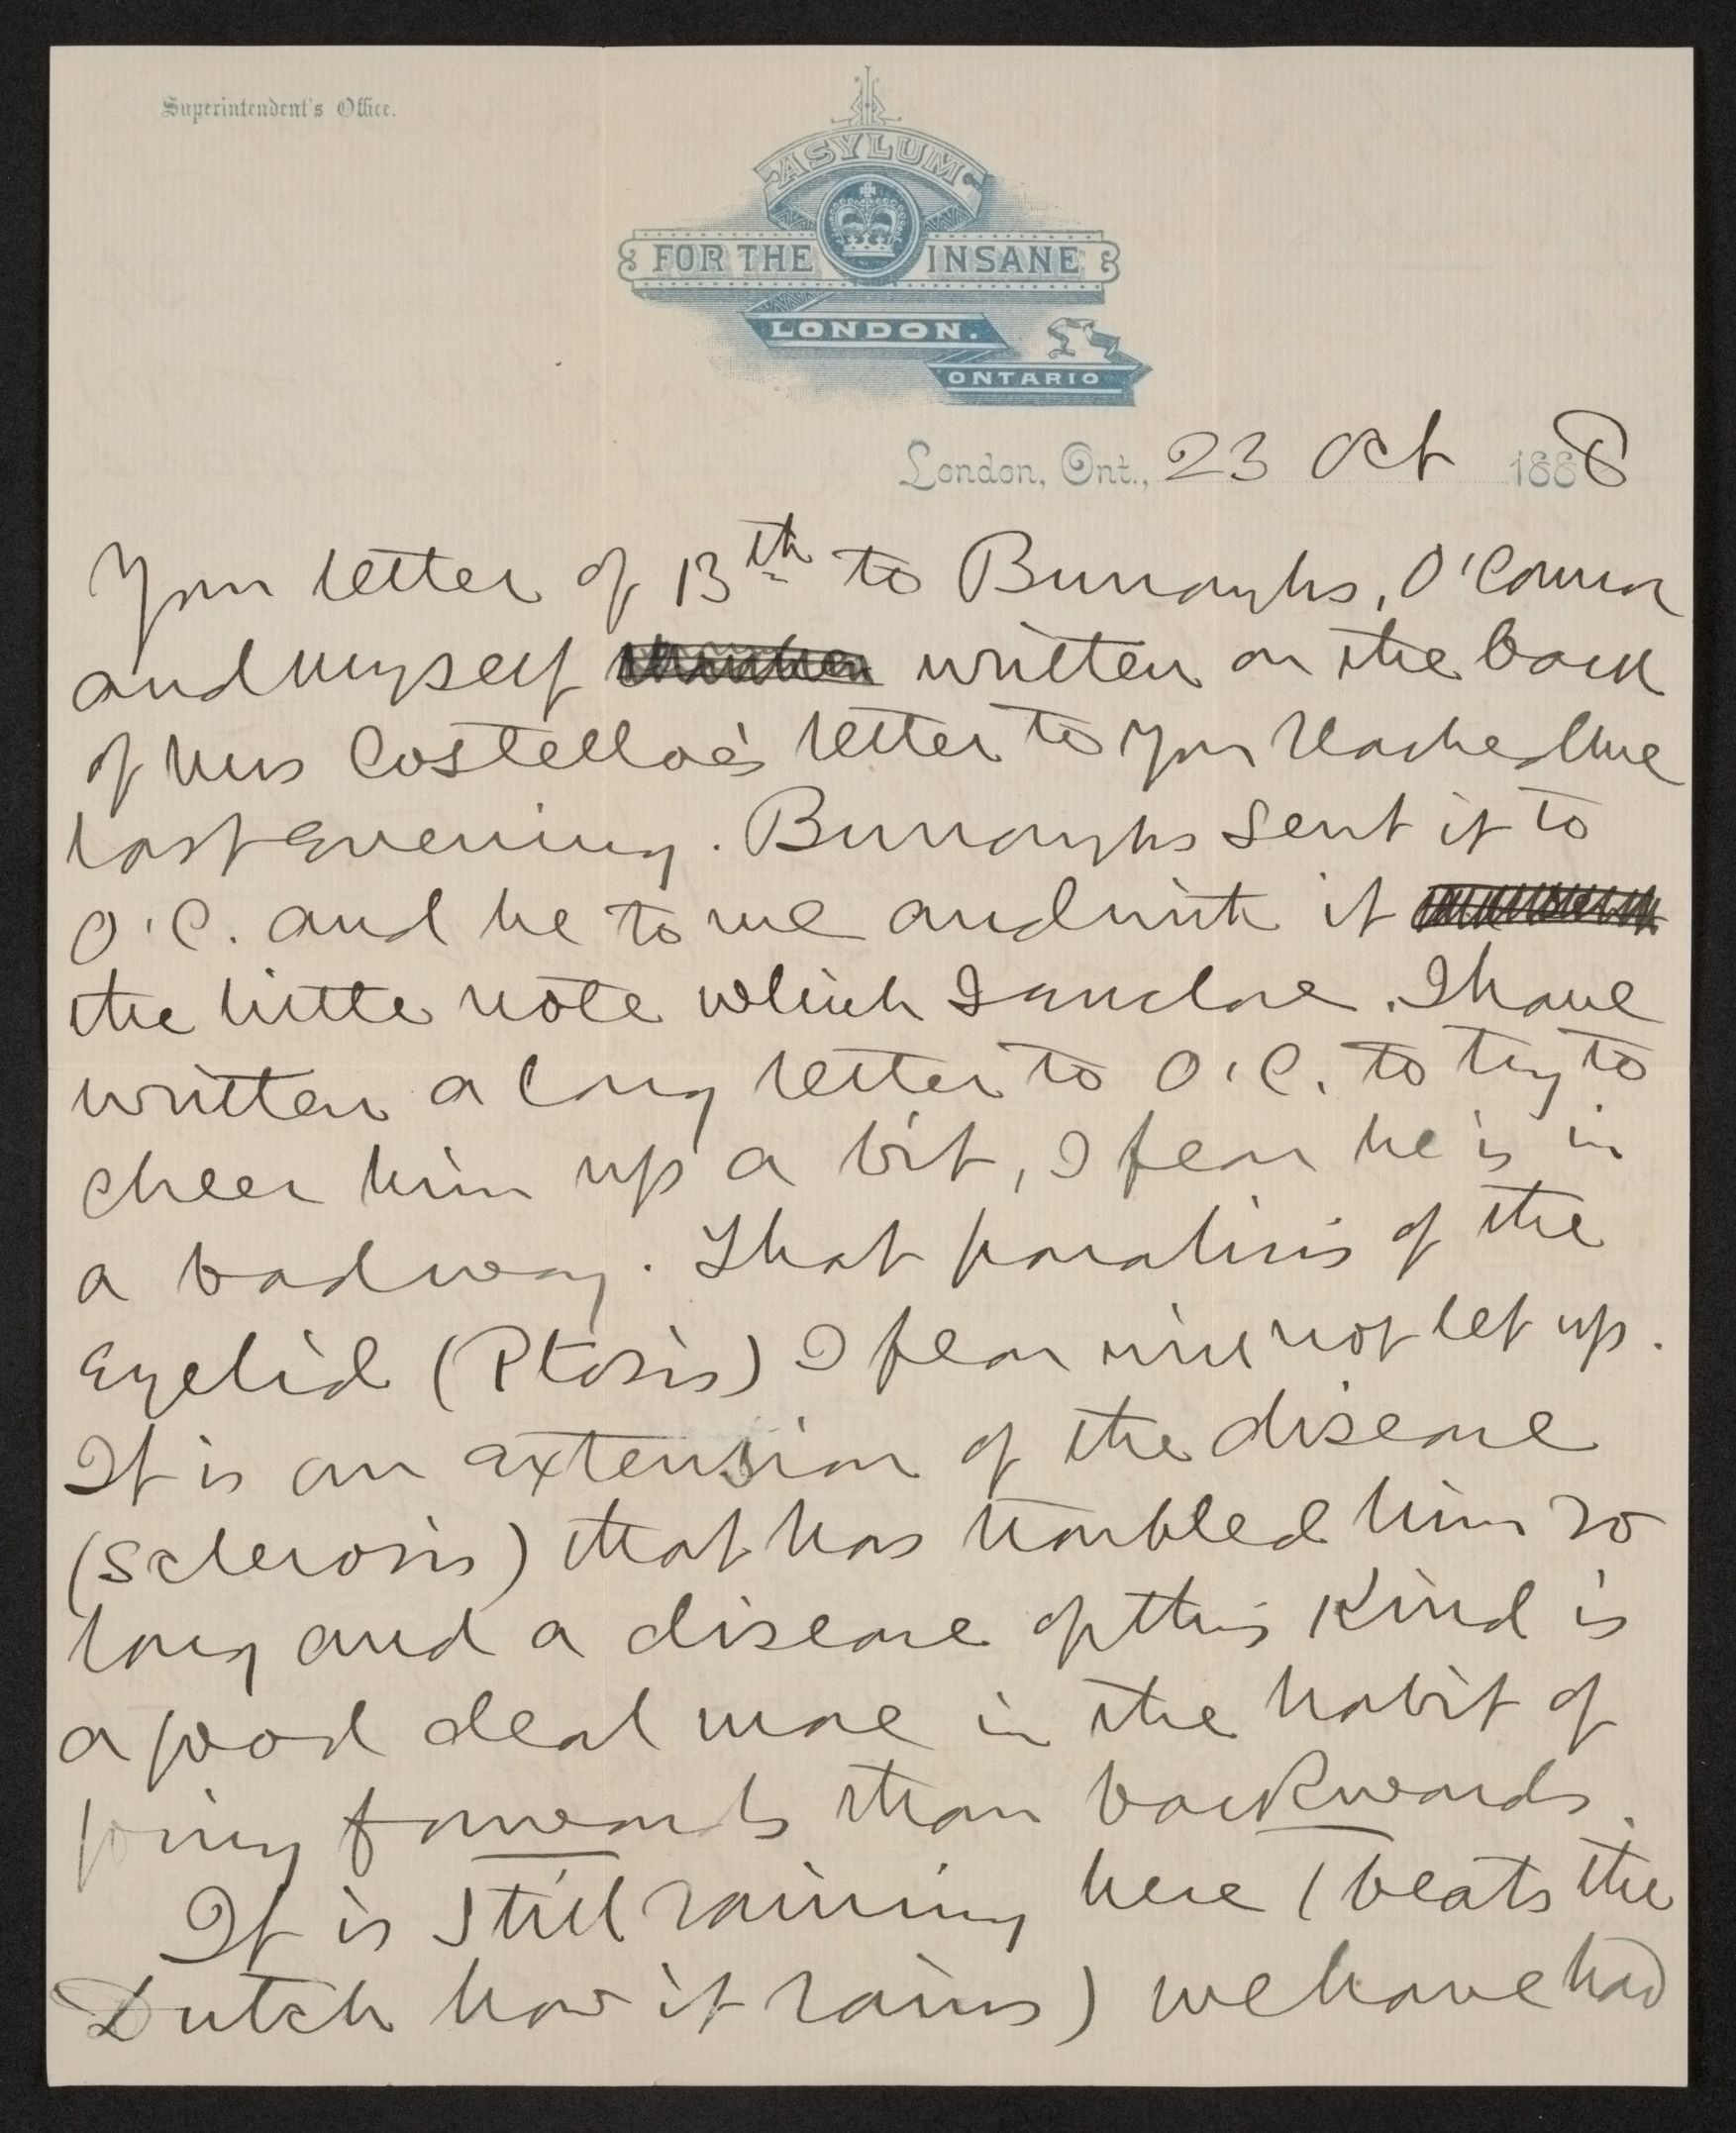 Superintendent's Office.
ASYLUM
FOR THE INSANE
LONDON.
ONTARIO
London, Ont., 23 Oct 1888
Your letter of 13th to Burroughs, O'Connor
and myself written on the back
of Mrs Costelloe's letter to you reached me
last evening. Burroughs sent it to
O'C. and he to me and with it
the little note which I enclose. I have
written a long letter to O'C. to try to
cheer him up a bit, I fear he is in
a bad way. That paralisis of the
Eyelid (Ptosis) I fear will not let up.
It is an extension of the disease
(Sclerosis) that has troubled him so
long and a disease of this Kind is
a good deal more in the habit of
going forwards than backwards.
It is still raining here (beats the
Dutch how it rains) we have had